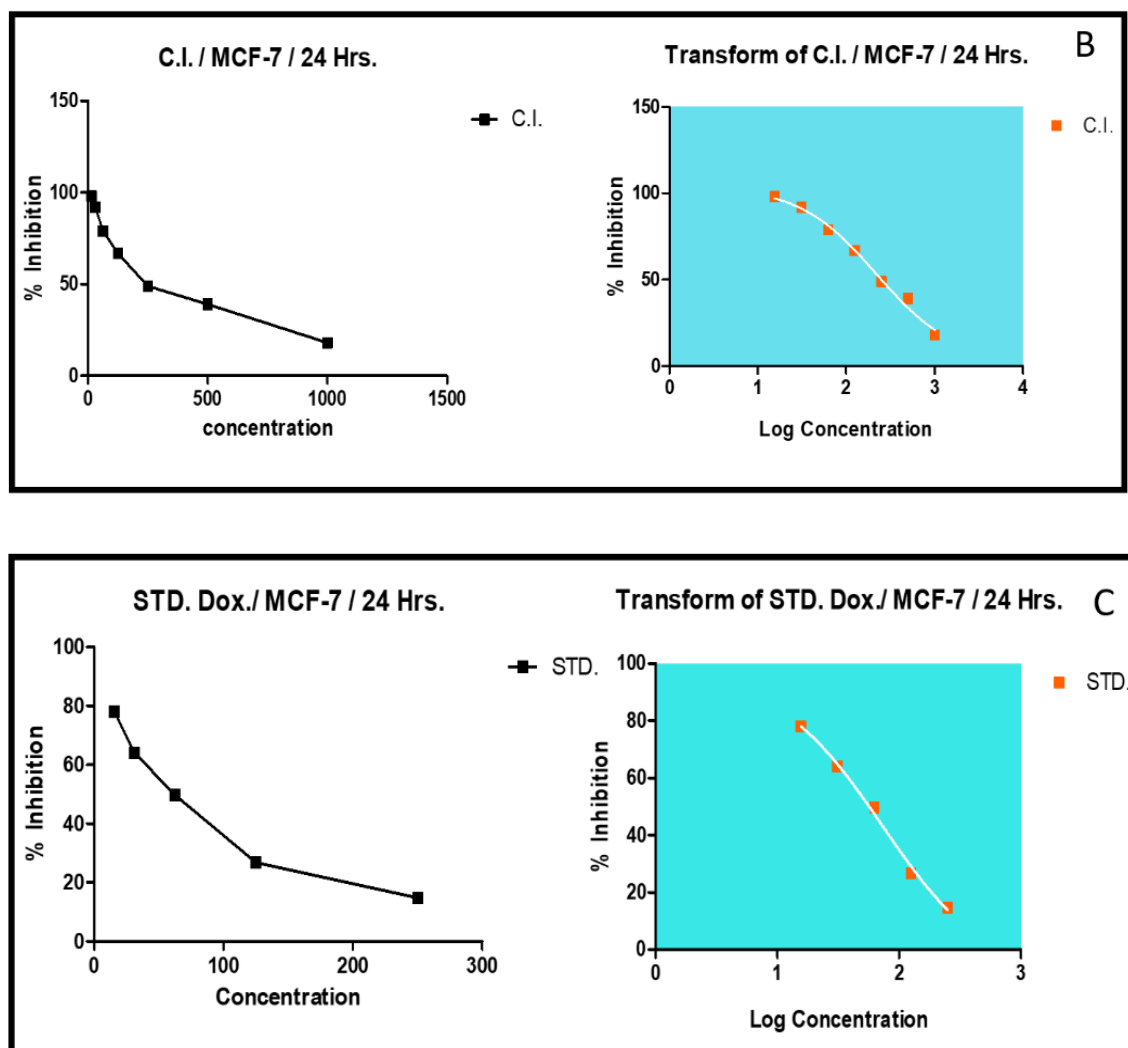 C.I. / MCF-7 / 24 Hrs.
% Inhibition
150
100
50
0
0 500 1000 1500
concentration
C.I.
Transform of C.I. / MCF-7 / 24 Hrs.
B
% Inhibition
150
100
50
0
0 1 2 3 4
Log Concentration
C.I.
STD. Dox./ MCF-7 / 24 Hrs.
% Inhibition
100
80
60
40
20
0
0 100 200 300
Concentration
STD.
Transform of STD. Dox./ MCF-7 / 24 Hrs.
C
% Inhibition
100
80
60
40
20
0
0 1 2 3
Log Concentration
STD.